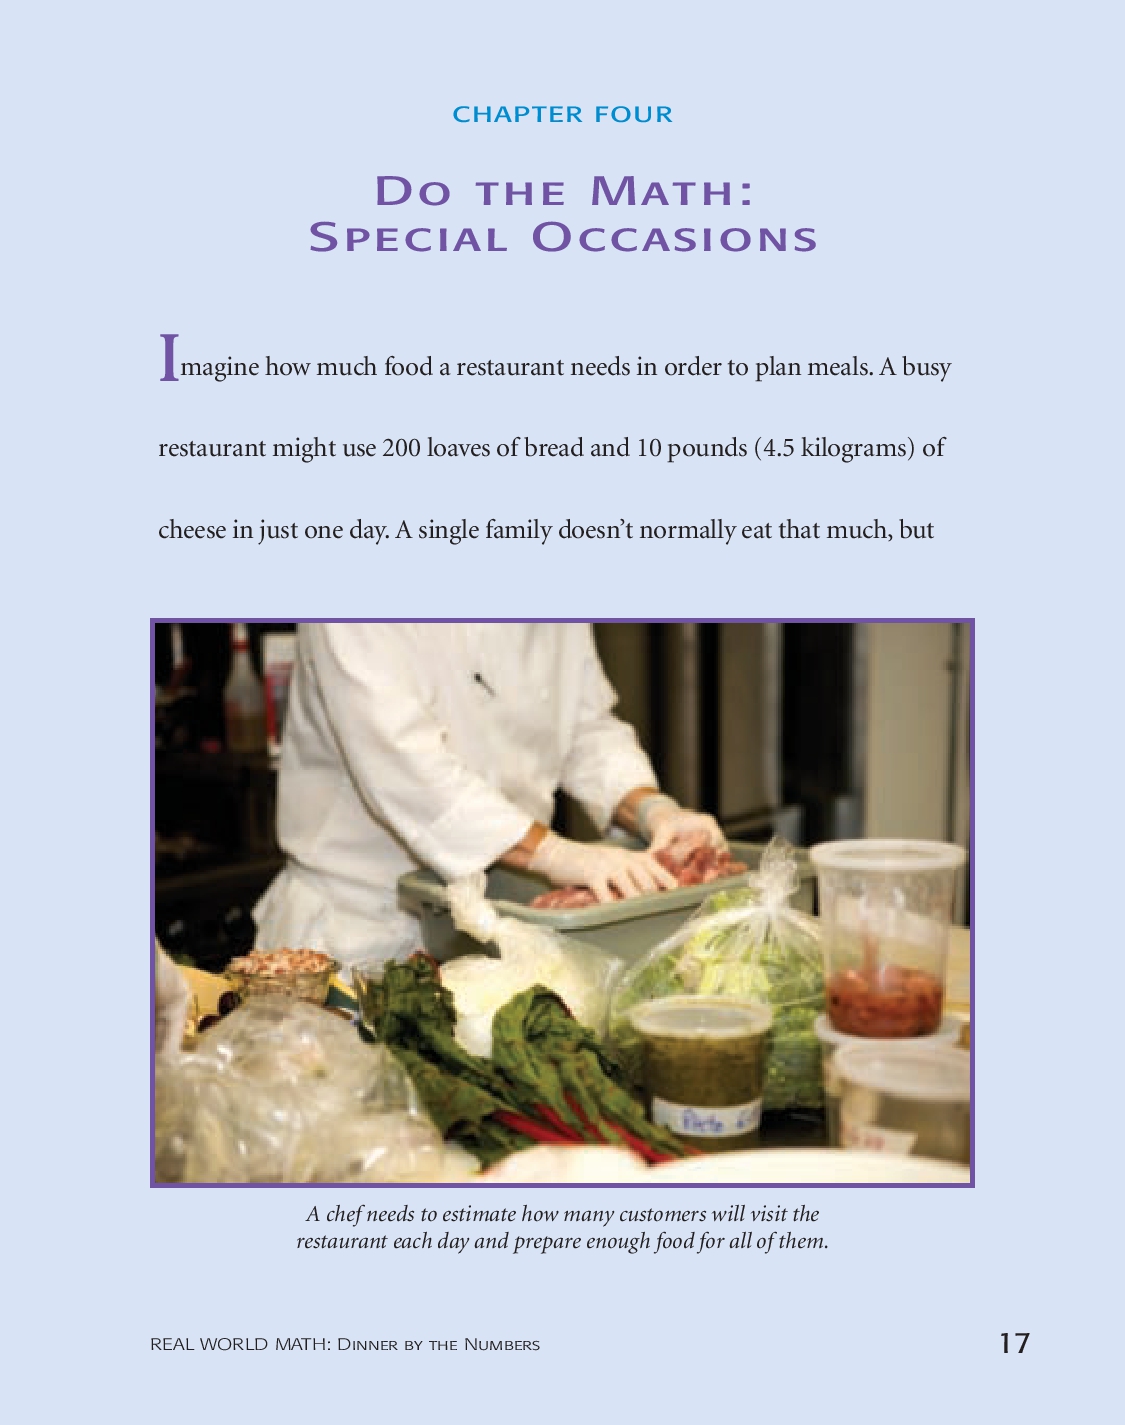 CHAPTER FOUR
Do the Math:
Special Occasions
Imagine how much food a restaurant needs in order to plan meals. A busy
restaurant might use 200 loaves of bread and 10 pounds (4.5 kilograms) of
cheese in just one day. A single family doesn’t normally eat that much, but
A chef needs to estimate how many customers will visit the
restaurant each day and prepare enough food for all of them.
REAL WORLD MATH: Dinner by the Numbers
17